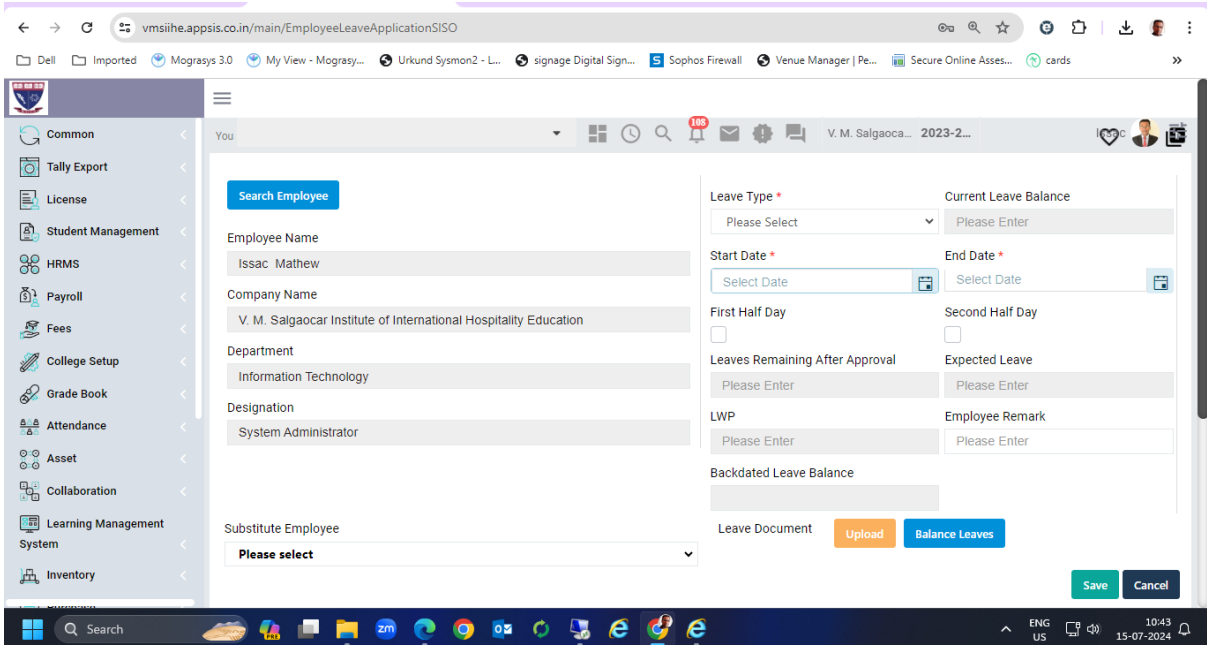 vmsiihe.appsis.co.in/main/EmployeeLeaveApplicationSISO
Dell Imported Mograsys 3.0 My View - Mograsy... Urkund Sysmon2 - L... signage Digital Sign... Sophos Firewall Venue Manager | Pe... Secure Online Asses... cards »
Common
Tally Export
License
Student Management
HRMS
Payroll
Fees
College Setup
Grade Book
Attendance
Asset
Collaboration
Learning Management
System
Inventory
You 108 V. M. Salgaoca... 2023-2...
Search Employee
Employee Name
Issac Mathew
Company Name
V. M. Salgaocar Institute of International Hospitality Education
Department
Information Technology
Designation
System Administrator
Leave Type * Current Leave Balance
Please Select Please Enter
Start Date * End Date *
Select Date Select Date
First Half Day Second Half Day
Leaves Remaining After Approval Expected Leave
Please Enter Please Enter
LWP Employee Remark
Please Enter Please Enter
Backdated Leave Balance
Substitute Employee
Please select
Leave Document Upload Balance Leaves
Save Cancel
Search PRE zm ENG 10:43
US 15-07-2024